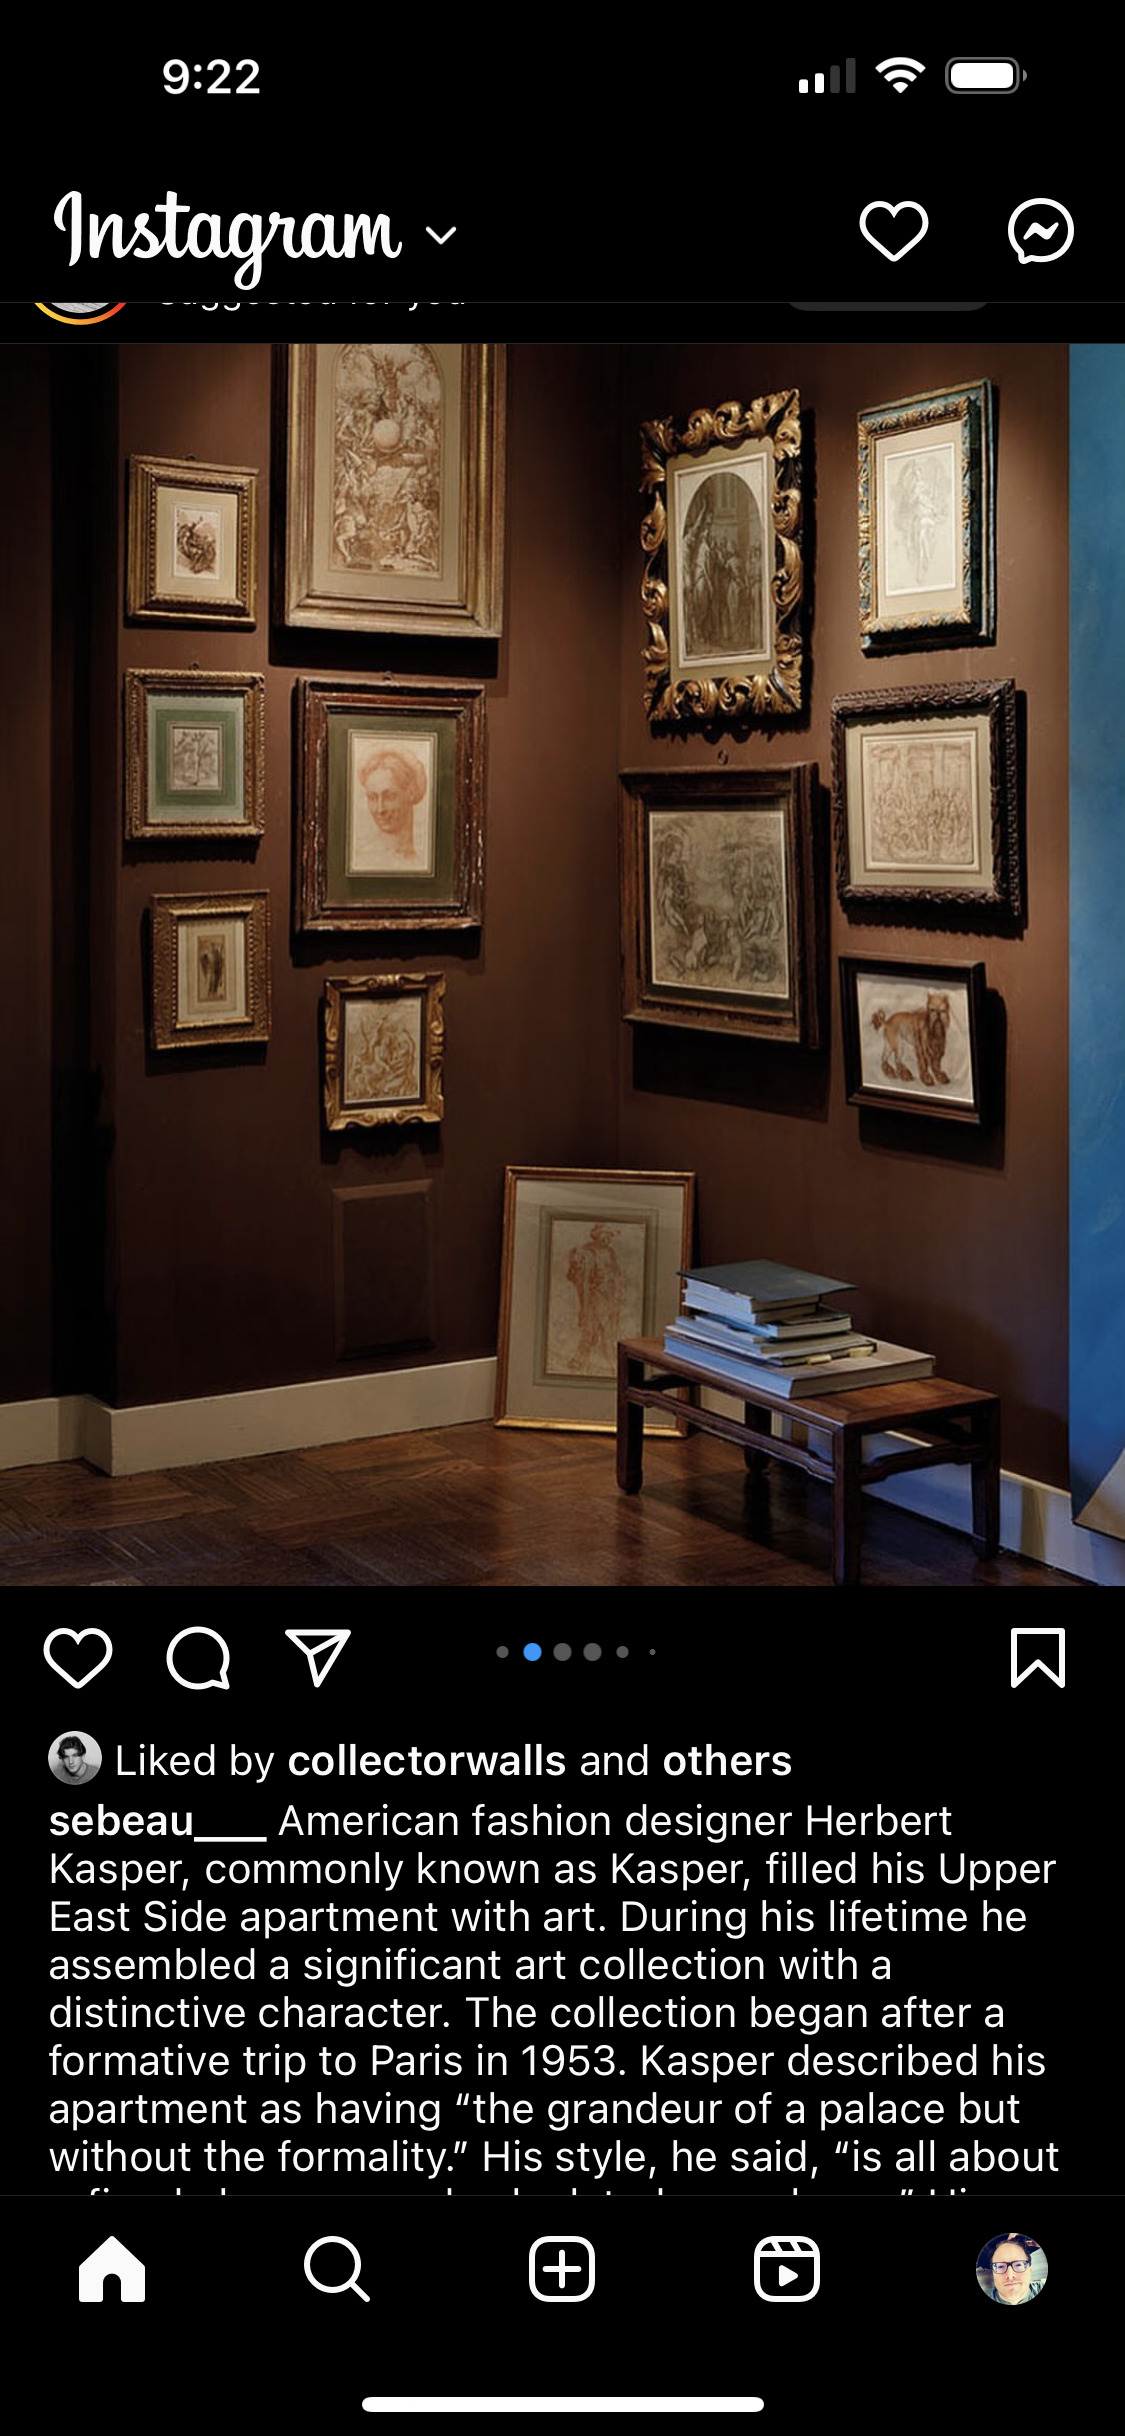 9:22
Instagram
Suggested for you
Liked by collectorwalls and others
sebeau___ American fashion designer Herbert
Kasper, commonly known as Kasper, filled his Upper
East Side apartment with art. During his lifetime he
assembled a significant art collection with a
distinctive character. The collection began after a
formative trip to Paris in 1953. Kasper described his
apartment as having “the grandeur of a palace but
without the formality.” His style, he said, “is all about